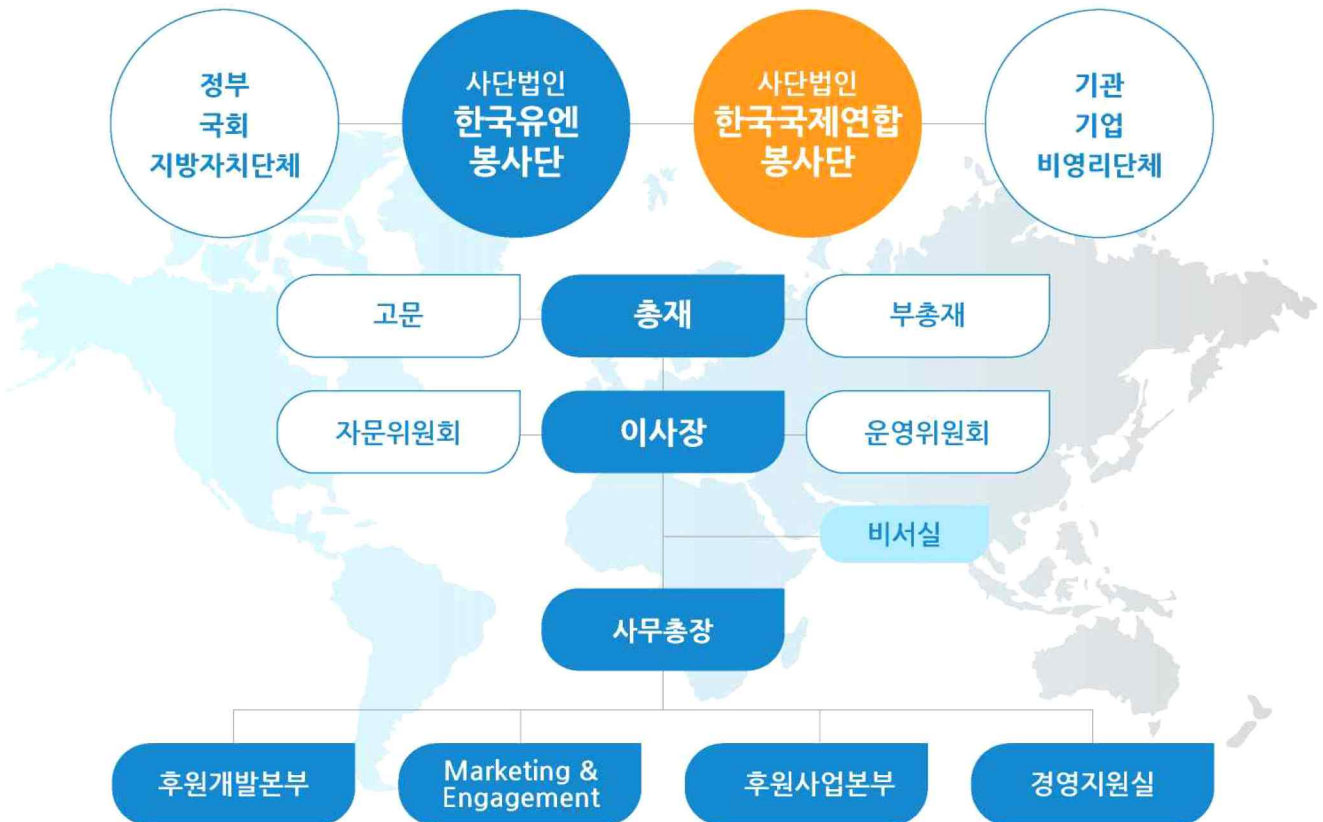 정부
국회
지방자치단체
사단법인
한국유엔
봉사단
사단법인
한국국제연합
봉사단
기관
기업
비영리단체
고문
총재
부총재
자문위원회
이사장
운영위원회
비서실
사무총장
후원개발본부
Marketing &
Engagement
후원사업본부
경영지원실